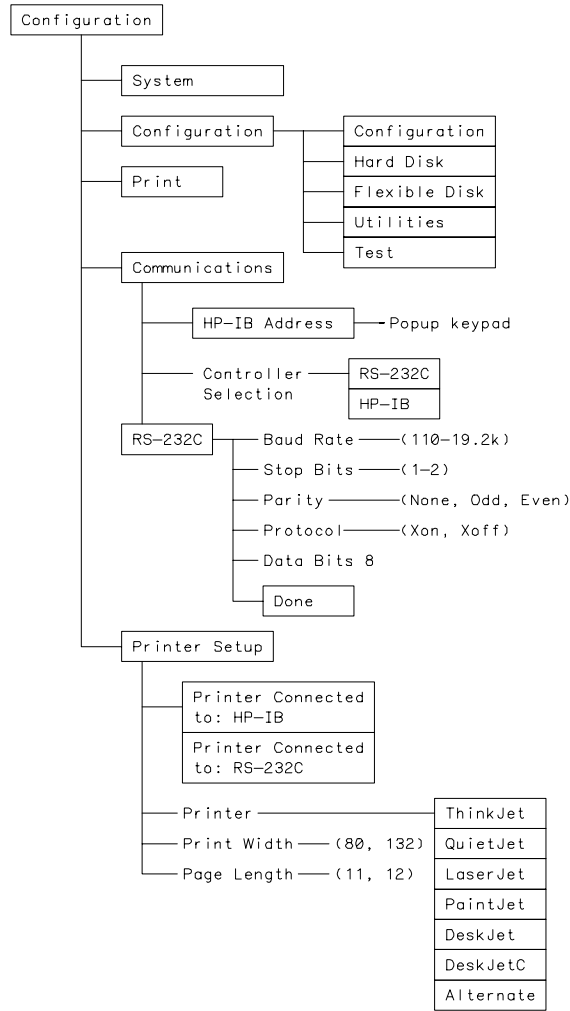 Configuration
System
Configuration
Configuration
Hard Disk
Flexible Disk
Utilities
Test
Print
Communications
HP-IB Address
Popup keypad
Controller
Selection
RS-232C
HP-IB
RS-232C
Baud Rate (110-19.2k)
Stop Bits (1-2)
Parity (None, Odd, Even)
Protocol (Xon, Xoff)
Data Bits 8
Done
Printer Setup
Printer Connected
to: HP-IB
Printer Connected
to: RS-232C
Printer
Print Width (80, 132)
Page Length (11, 12)
ThinkJet
QuietJet
LaserJet
PaintJet
DeskJet
DeskJetC
Alternate